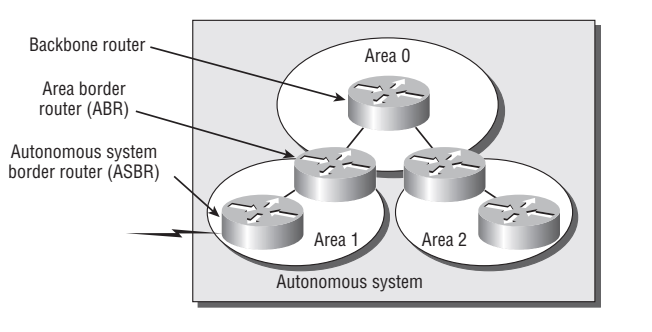 Backbone router
Area 0
Area border
router (ABR)
Autonomous system
border router (ASBR)
Area 1
Area 2
Autonomous system